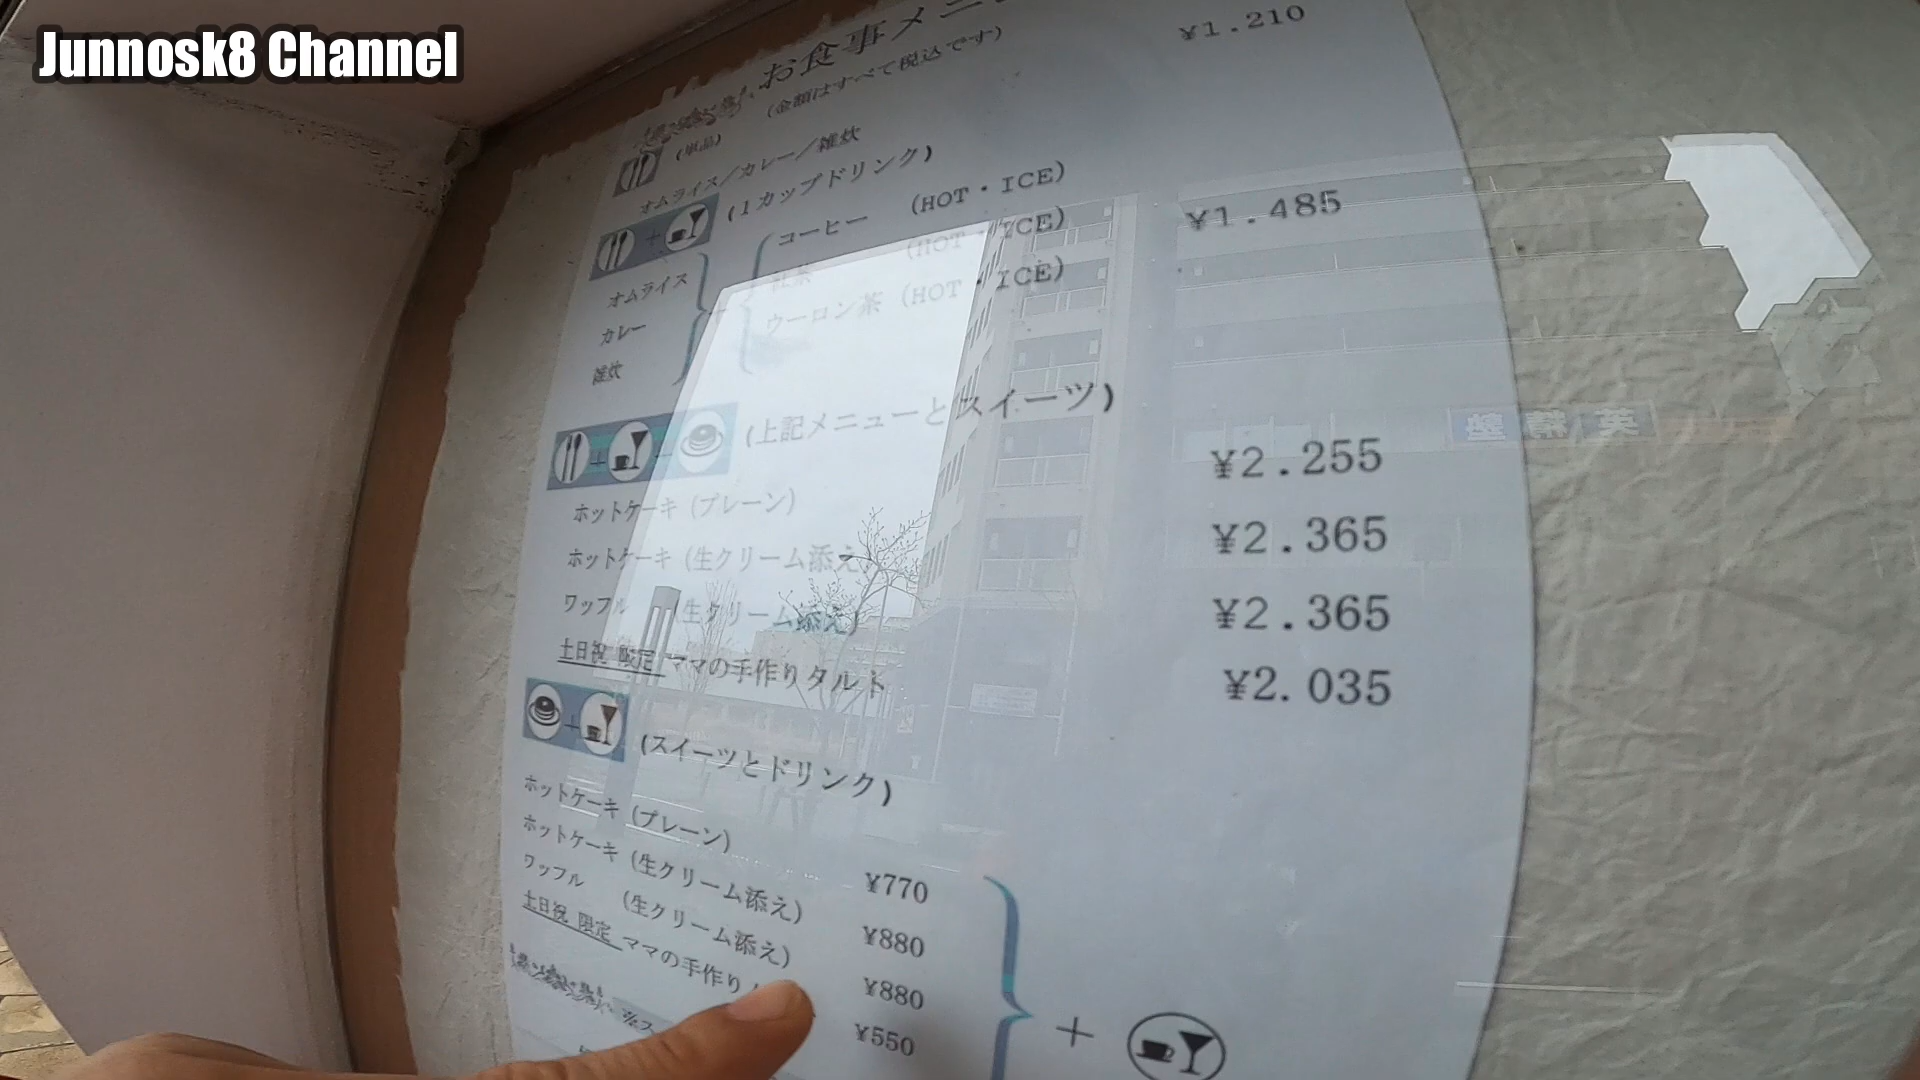 Junnosk8 Channel
お食事メニ
(金額はすべて税込です)
(単品)
オムライス/カレー/雑炊 ¥1.210
(1カップドリンク)
コーヒー (HOT・ICE) ¥1.485
紅茶 (HOT・ICE)
ウーロン茶 (HOT・ICE)
オムライス
カレー
雑炊
+
(上記メニューとスイーツ)
ホットケーキ (プレーン) ¥2.255
ホットケーキ (生クリーム添え) ¥2.365
ワッフル (生クリーム添え) ¥2.365
土日祝 限定 ママの手作りタルト ¥2.035
(スイーツとドリンク)
ホットケーキ (プレーン) ¥770
ホットケーキ (生クリーム添え) ¥880
ワッフル (生クリーム添え) ¥880
土日祝 限定 ママの手作り ¥550
+
英精塾